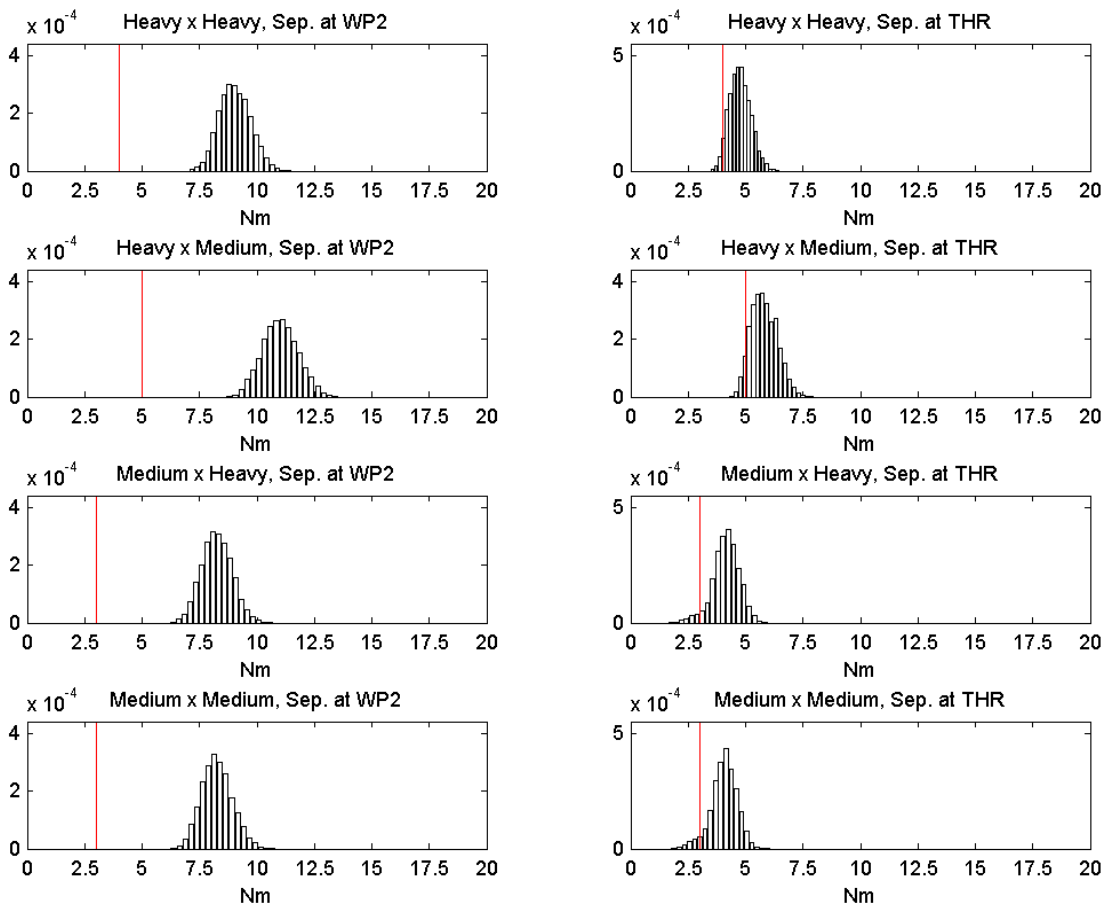 x 10-4 Heavy x Heavy, Sep. at WP2
4
2
0
0 2.5 5 7.5 10 12.5 15 17.5 20
Nm
x 10-4 Heavy x Heavy, Sep. at THR
5
0
0 2.5 5 7.5 10 12.5 15 17.5 20
Nm
x 10-4 Heavy x Medium, Sep. at WP2
4
2
0
0 2.5 5 7.5 10 12.5 15 17.5 20
Nm
x 10-4 Heavy x Medium, Sep. at THR
4
2
0
0 2.5 5 7.5 10 12.5 15 17.5 20
Nm
x 10-4 Medium x Heavy, Sep. at WP2
4
2
0
0 2.5 5 7.5 10 12.5 15 17.5 20
Nm
x 10-4 Medium x Heavy, Sep. at THR
5
0
0 2.5 5 7.5 10 12.5 15 17.5 20
Nm
x 10-4 Medium x Medium, Sep. at WP2
4
2
0
0 2.5 5 7.5 10 12.5 15 17.5 20
Nm
x 10-4 Medium x Medium, Sep. at THR
5
0
0 2.5 5 7.5 10 12.5 15 17.5 20
Nm